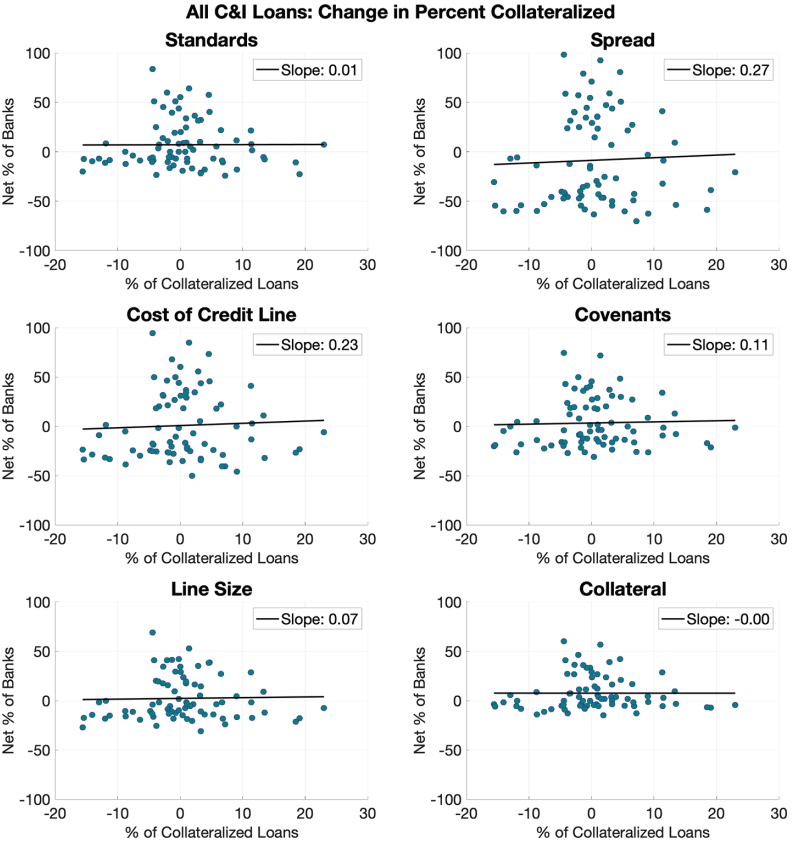 All C&I Loans: Change in Percent Collateralized
Standards
Slope: 0.01
Net % of Banks
100
50
0
-50
-100
-20 -10 0 10 20 30
% of Collateralized Loans
Spread
Slope: 0.27
Net % of Banks
100
50
0
-50
-100
-20 -10 0 10 20 30
% of Collateralized Loans
Cost of Credit Line
Slope: 0.23
Net % of Banks
100
50
0
-50
-100
-20 -10 0 10 20 30
% of Collateralized Loans
Covenants
Slope: 0.11
Net % of Banks
100
50
0
-50
-100
-20 -10 0 10 20 30
% of Collateralized Loans
Line Size
Slope: 0.07
Net % of Banks
100
50
0
-50
-100
-20 -10 0 10 20 30
% of Collateralized Loans
Collateral
Slope: -0.00
Net % of Banks
100
50
0
-50
-100
-20 -10 0 10 20 30
% of Collateralized Loans